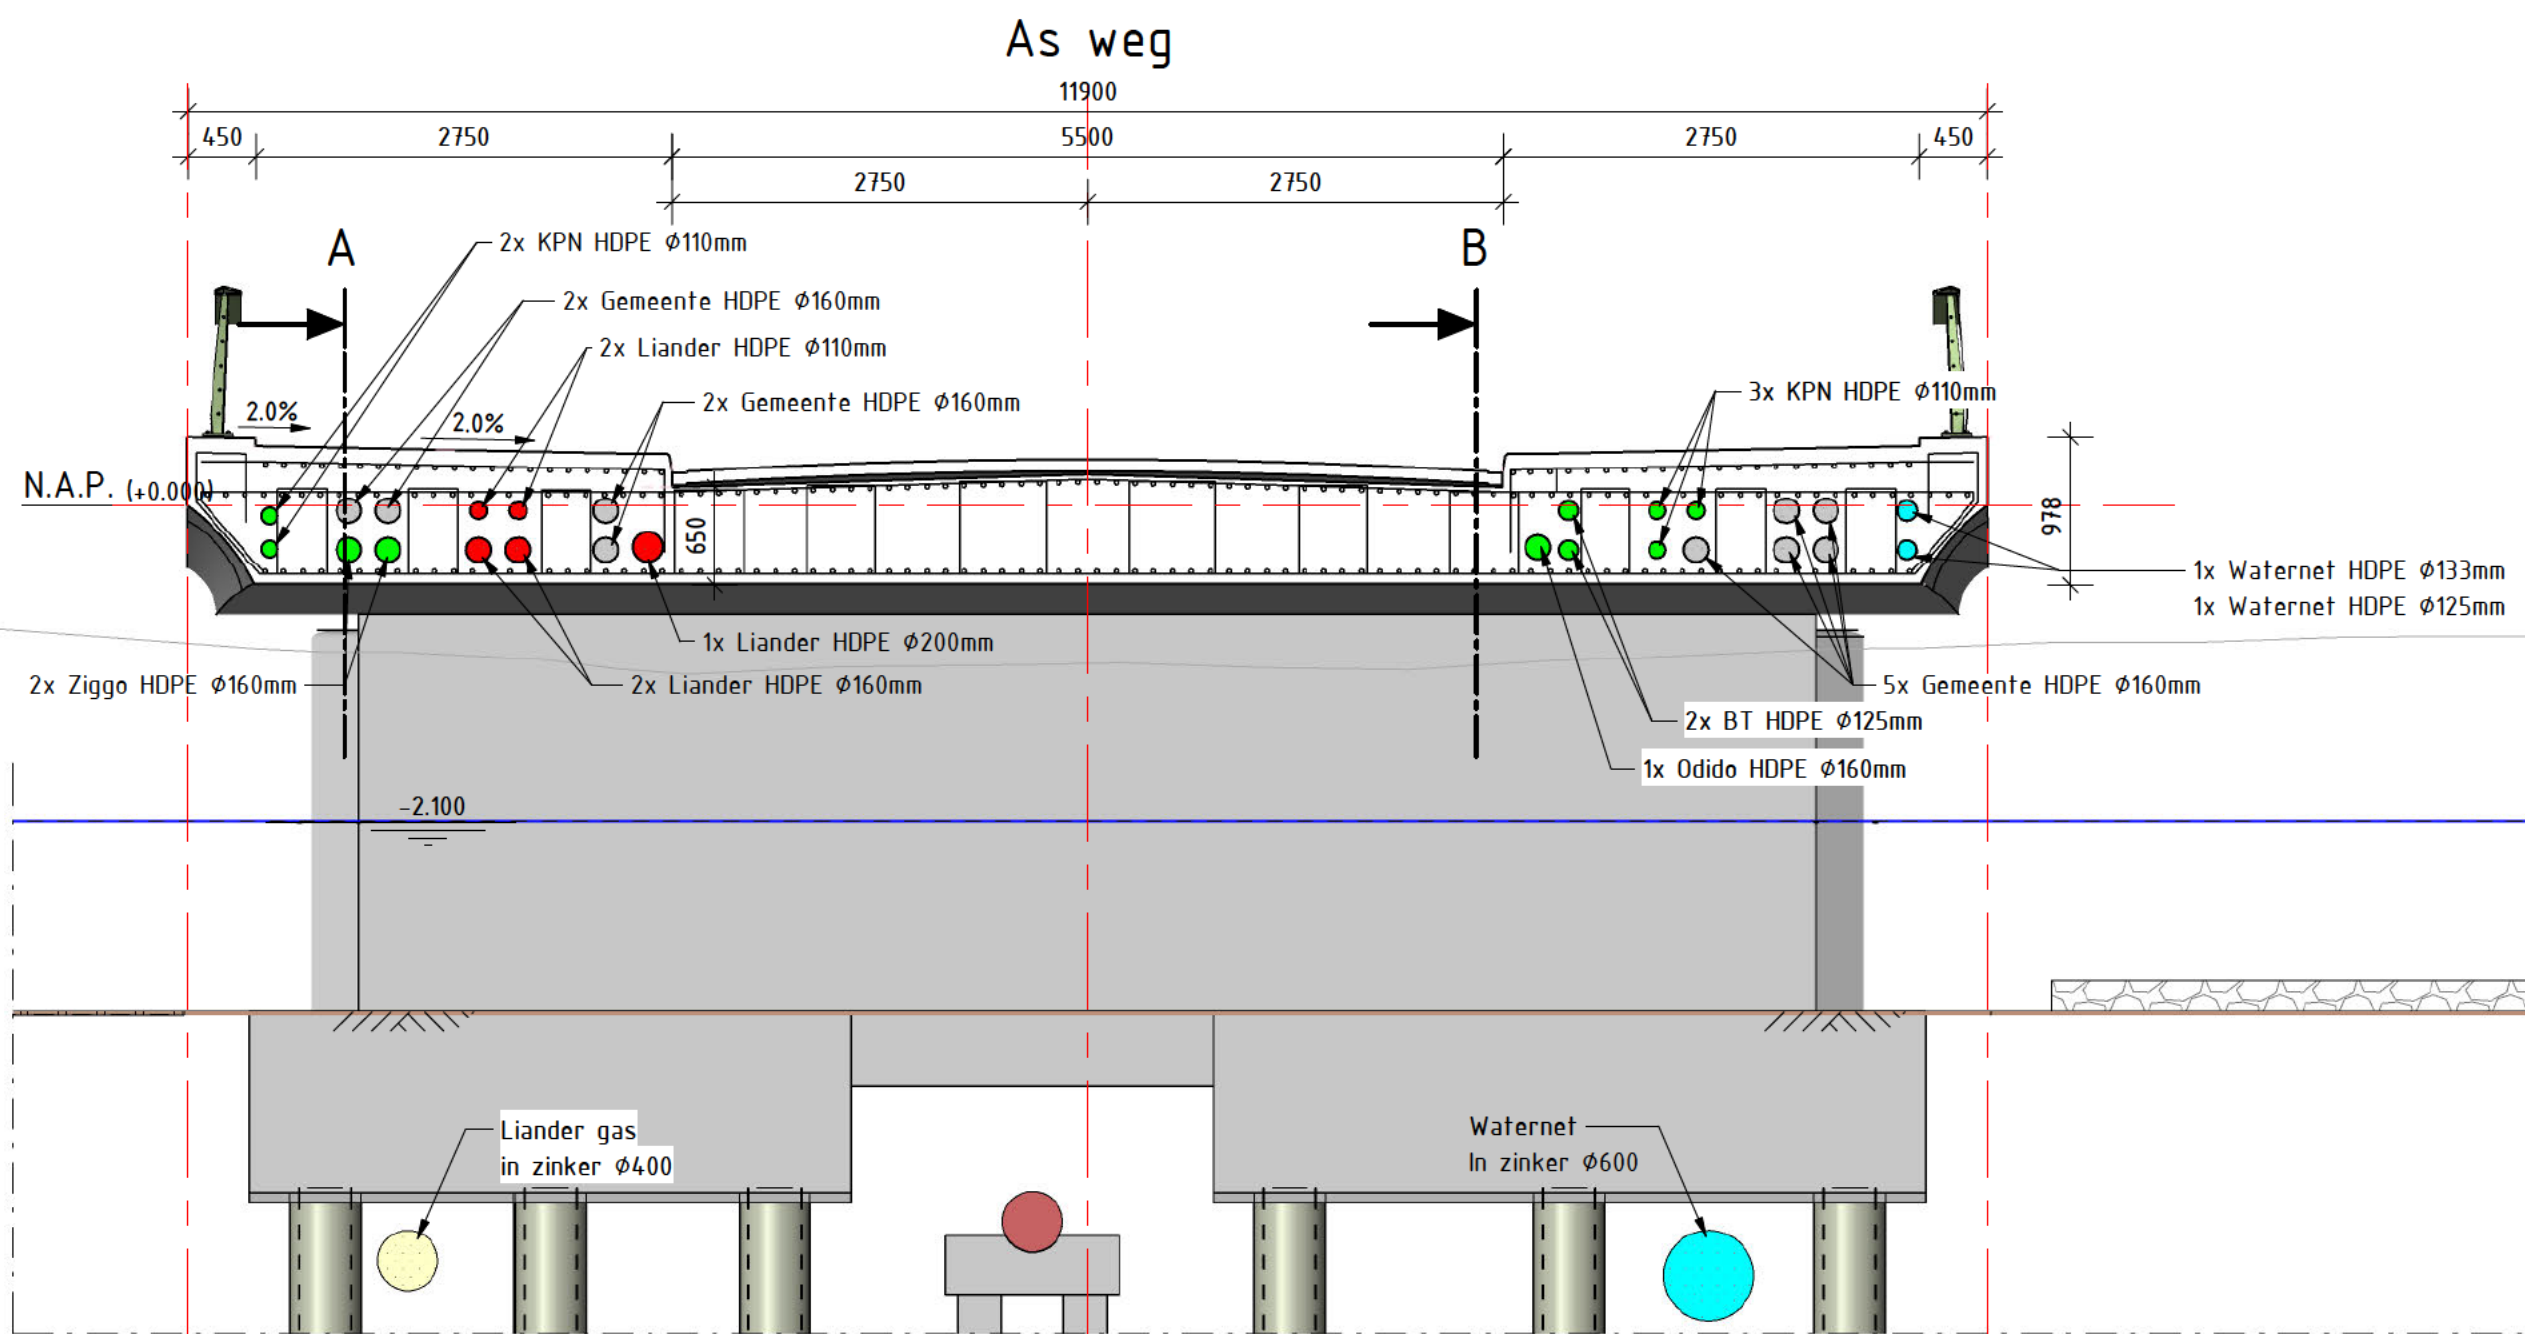 As weg
11900
450
2750
5500
2750
450
2750
2750
A
B
2x KPN HDPE Ø110mm
2x Gemeente HDPE Ø160mm
2x Liander HDPE Ø110mm
2x Gemeente HDPE Ø160mm
3x KPN HDPE Ø110mm
2.0%
2.0%
N.A.P. (+0.000)
650
978
1x Waternet HDPE Ø133mm
1x Waternet HDPE Ø125mm
1x Liander HDPE Ø200mm
2x Ziggo HDPE Ø160mm
2x Liander HDPE Ø160mm
5x Gemeente HDPE Ø160mm
2x BT HDPE Ø125mm
1x Odido HDPE Ø160mm
-2.100
Liander gas
in zinker Ø400
Waternet
In zinker Ø600